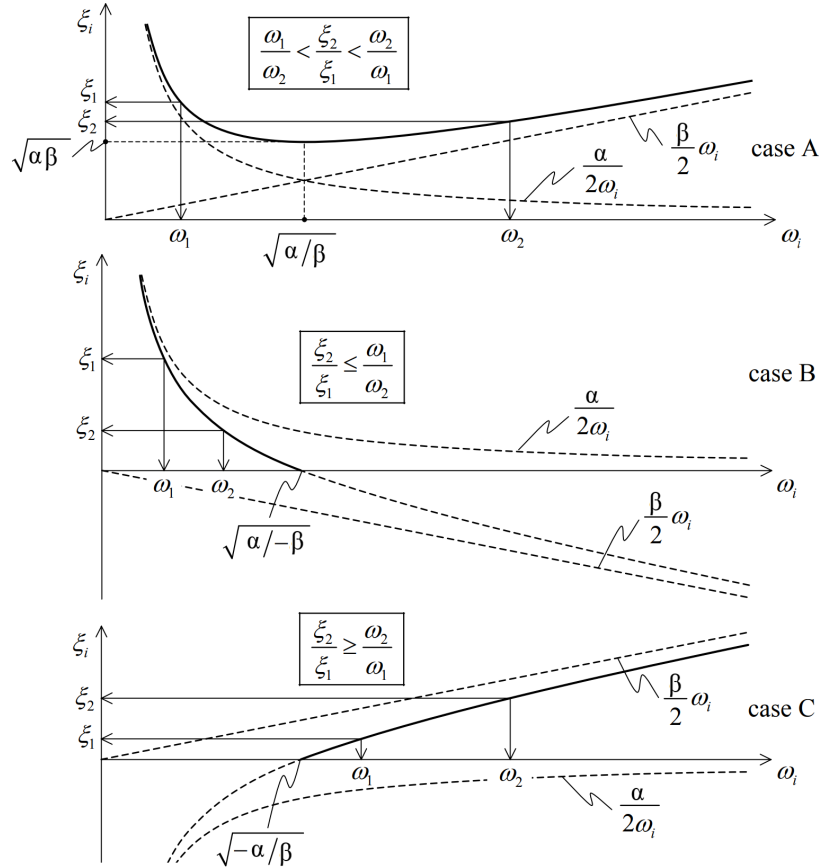 ξᵢ
ω₁/ω₂ < ξ₂/ξ₁ < ω₂/ω₁
ξ₁
ξ₂
√αβ
β/2 ωᵢ
case A
α/2ωᵢ
ω₁
√α/β
ω₂
ωᵢ
ξᵢ
ξ₂/ξ₁ ≤ ω₁/ω₂
ξ₁
case B
α/2ωᵢ
ξ₂
ω₁
ω₂
ωᵢ
√α/−β
β/2 ωᵢ
ξᵢ
ξ₂/ξ₁ ≥ ω₂/ω₁
β/2 ωᵢ
ξ₂
case C
ξ₁
ω₁
ω₂
ωᵢ
√−α/β
α/2ωᵢ